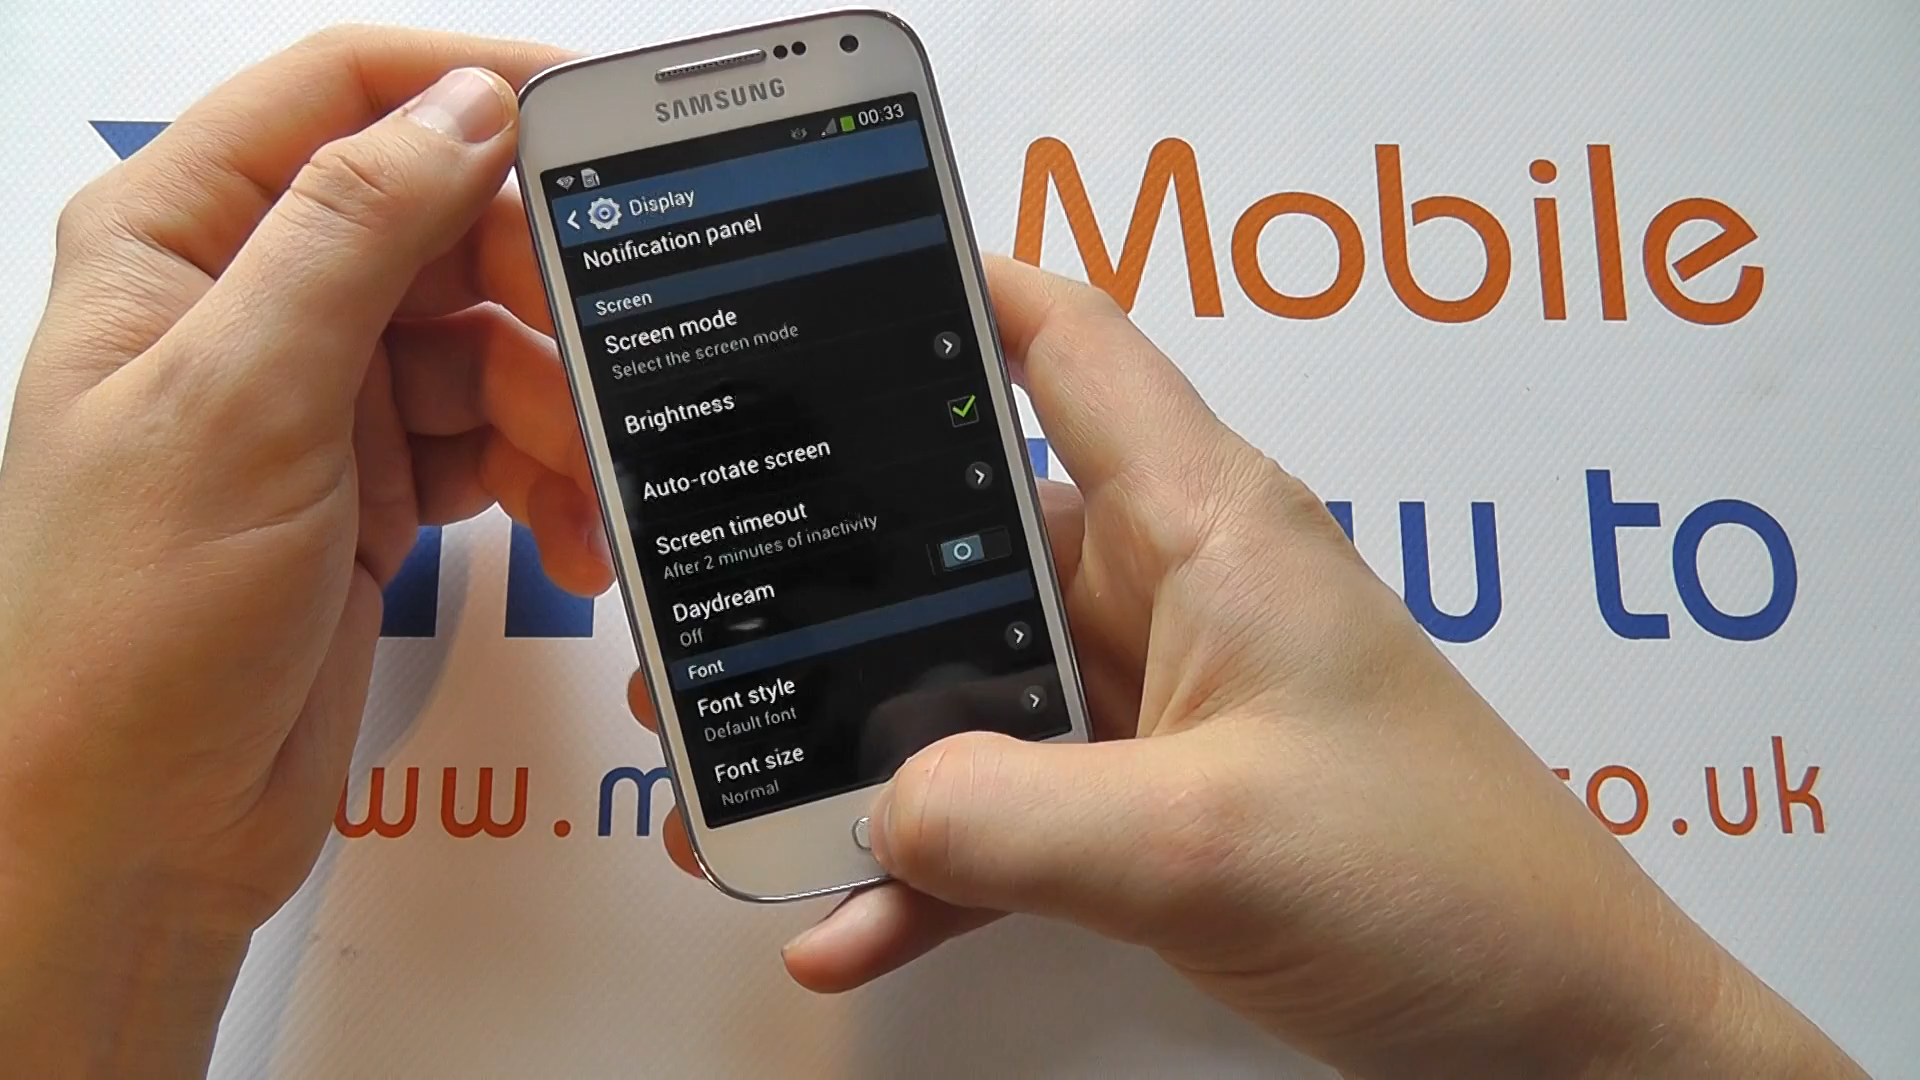 SAMSUNG
00:33
Display
Notification panel
Screen
Screen mode
Select the screen mode
Brightness
Auto-rotate screen
Screen timeout
After 2 minutes of inactivity
Daydream
Off
Font
Font style
Default font
Font size
Normal
Mobile
to
.co.uk